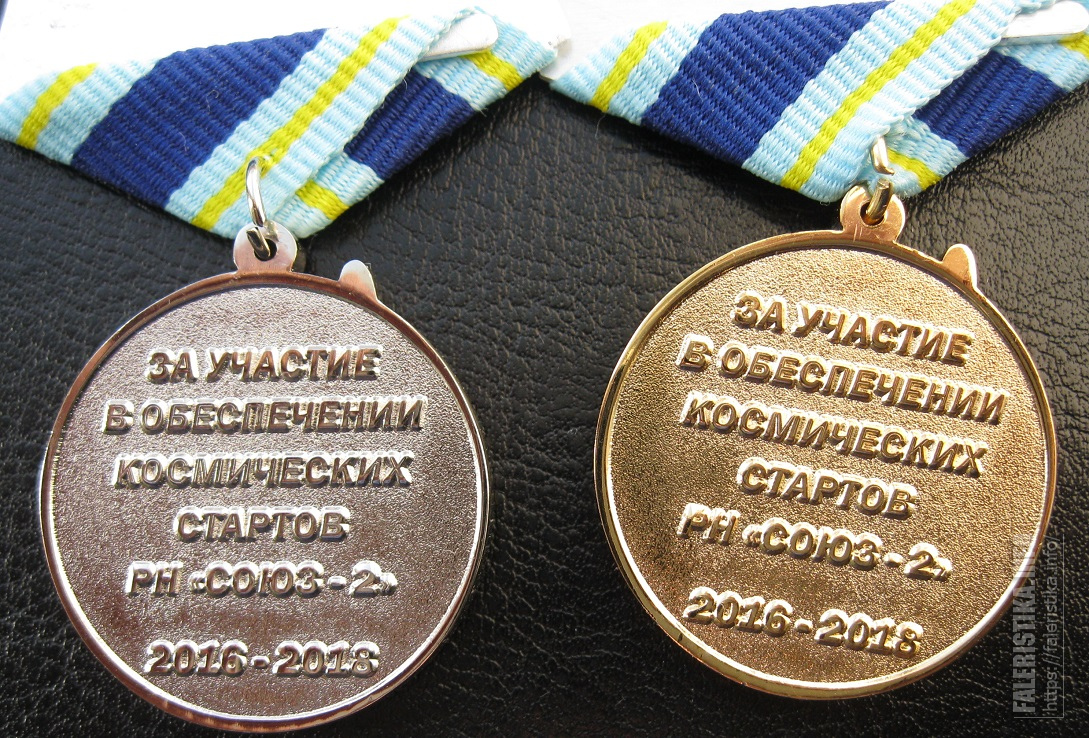 ЗА УЧАСТИЕ
В ОБЕСПЕЧЕНИИ
КОСМИЧЕСКИХ
СТАРТОВ
РН «СОЮЗ-2»
2016-2018
ЗА УЧАСТИЕ
В ОБЕСПЕЧЕНИИ
КОСМИЧЕСКИХ
СТАРТОВ
РН «СОЮЗ-2»
2016-2018
FALERISTIKA.INFO
https://faleristika.info/